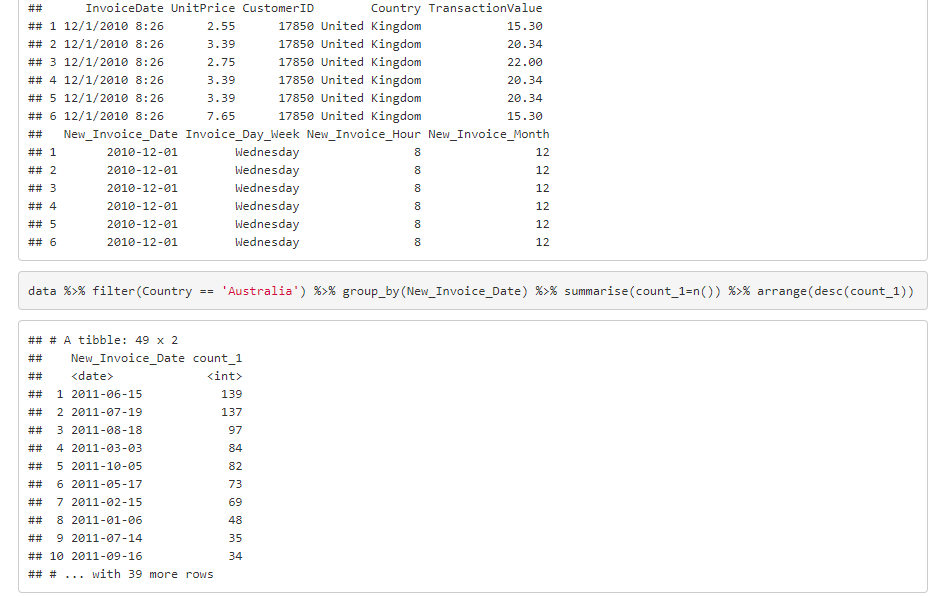 ##      InvoiceDate UnitPrice CustomerID        Country TransactionValue
## 1 12/1/2010 8:26      2.55      17850 United Kingdom            15.30
## 2 12/1/2010 8:26      3.39      17850 United Kingdom            20.34
## 3 12/1/2010 8:26      2.75      17850 United Kingdom            22.00
## 4 12/1/2010 8:26      3.39      17850 United Kingdom            20.34
## 5 12/1/2010 8:26      3.39      17850 United Kingdom            20.34
## 6 12/1/2010 8:26      7.65      17850 United Kingdom            15.30
##   New_Invoice_Date Invoice_Day_Week New_Invoice_Hour New_Invoice_Month
## 1       2010-12-01        Wednesday                8                12
## 2       2010-12-01        Wednesday                8                12
## 3       2010-12-01        Wednesday                8                12
## 4       2010-12-01        Wednesday                8                12
## 5       2010-12-01        Wednesday                8                12
## 6       2010-12-01        Wednesday                8                12
data %>% filter(Country == 'Australia') %>% group_by(New_Invoice_Date) %>% summarise(count_1=n()) %>% arrange(desc(count_1))
## # A tibble: 49 x 2
##    New_Invoice_Date count_1
##    <date>             <int>
##  1 2011-06-15           139
##  2 2011-07-19           137
##  3 2011-08-18            97
##  4 2011-03-03            84
##  5 2011-10-05            82
##  6 2011-05-17            73
##  7 2011-02-15            69
##  8 2011-01-06            48
##  9 2011-07-14            35
## 10 2011-09-16            34
## # ... with 39 more rows